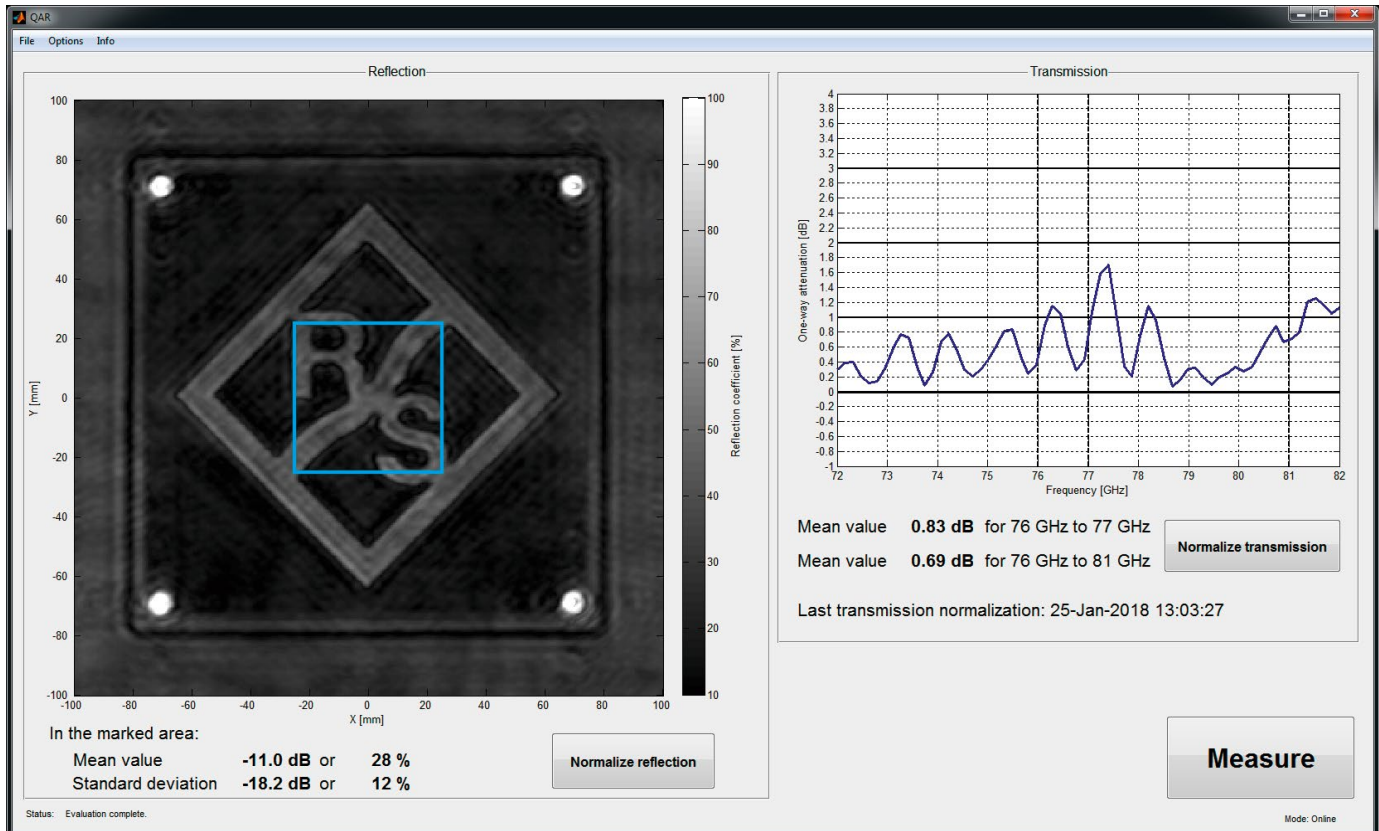 QAR
File Options Info
Reflection
100
80
60
40
20
0
-20
-40
-60
-80
-100
Y [mm]
-100 -80 -60 -40 -20 0 20 40 60 80 100
X [mm]
100
90
80
70
60
50
40
30
20
10
Reflection coefficient [%]
R
S
In the marked area:
Mean value -11.0 dB or 28 %
Standard deviation -18.2 dB or 12 %
Normalize reflection
Transmission
4
3.8
3.6
3.4
3.2
3
2.8
2.6
2.4
2.2
2
1.8
1.6
1.4
1.2
1
0.8
0.6
0.4
0.2
0
-0.2
-0.4
-0.6
-0.8
-1
One-way attenuation [dB]
72 73 74 75 76 77 78 79 80 81 82
Frequency [GHz]
Mean value 0.83 dB for 76 GHz to 77 GHz
Mean value 0.69 dB for 76 GHz to 81 GHz
Normalize transmission
Last transmission normalization: 25-Jan-2018 13:03:27
Measure
Status: Evaluation complete.
Mode: Online